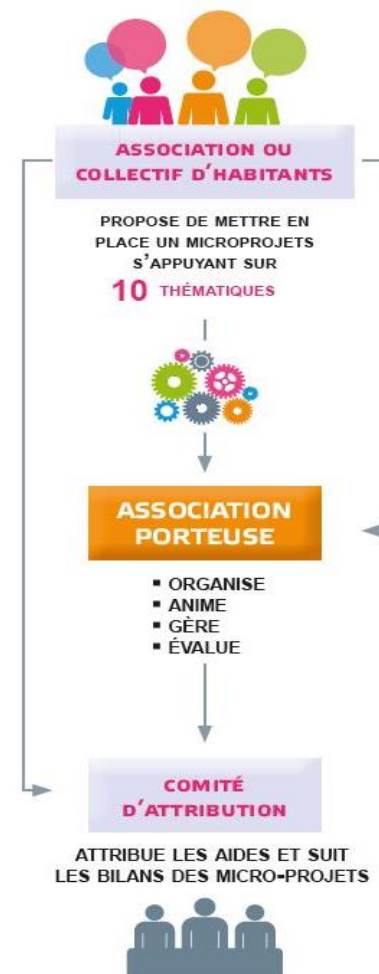 ASSOCIATION OU
COLLECTIF D'HABITANTS
PROPOSE DE METTRE EN
PLACE UN MICROPROJETS
S'APPUYANT SUR
10 THÉMATIQUES
ASSOCIATION
PORTEUSE
▪ ORGANISE
▪ ANIME
▪ GÈRE
▪ ÉVALUE
COMITÉ
D'ATTRIBUTION
ATTRIBUE LES AIDES ET SUIT
LES BILANS DES MICRO-PROJETS